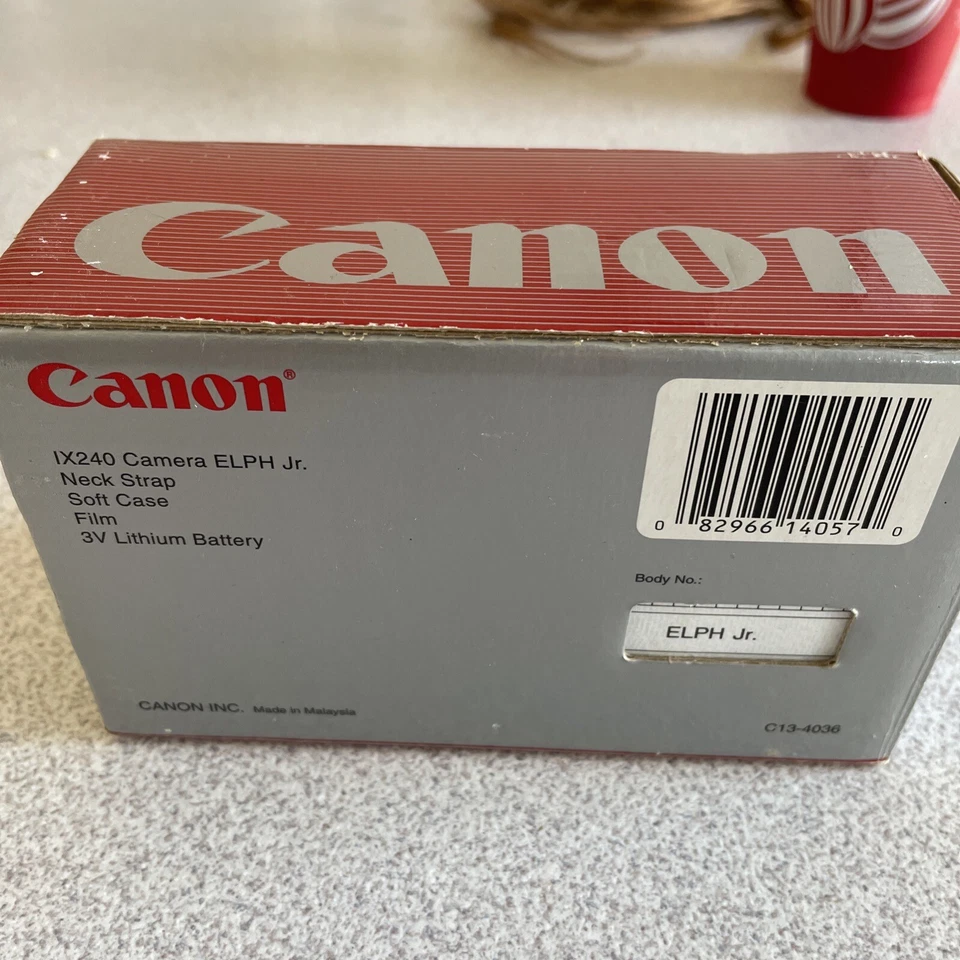 Canon
Canon®
IX240 Camera ELPH Jr.
Neck Strap
Soft Case
Film
3V Lithium Battery
0 82966 14057 0
Body No.:
ELPH Jr.
CANON INC. Made in Malaysia
C13-4036